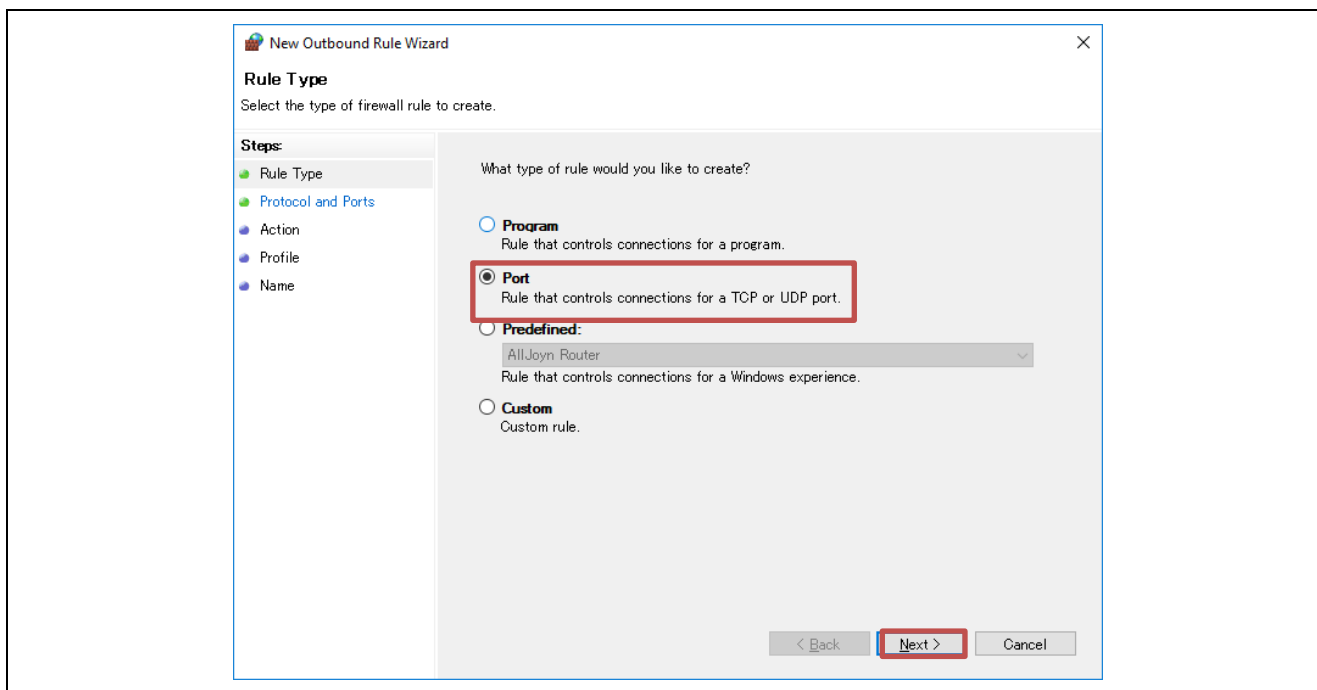 New Outbound Rule Wizard
Rule Type
Select the type of firewall rule to create.
Steps:
Rule Type
Protocol and Ports
Action
Profile
Name
What type of rule would you like to create?
Program
Rule that controls connections for a program.
Port
Rule that controls connections for a TCP or UDP port.
Predefined:
AllJoyn Router
Rule that controls connections for a Windows experience.
Custom
Custom rule.
< Back
Next >
Cancel